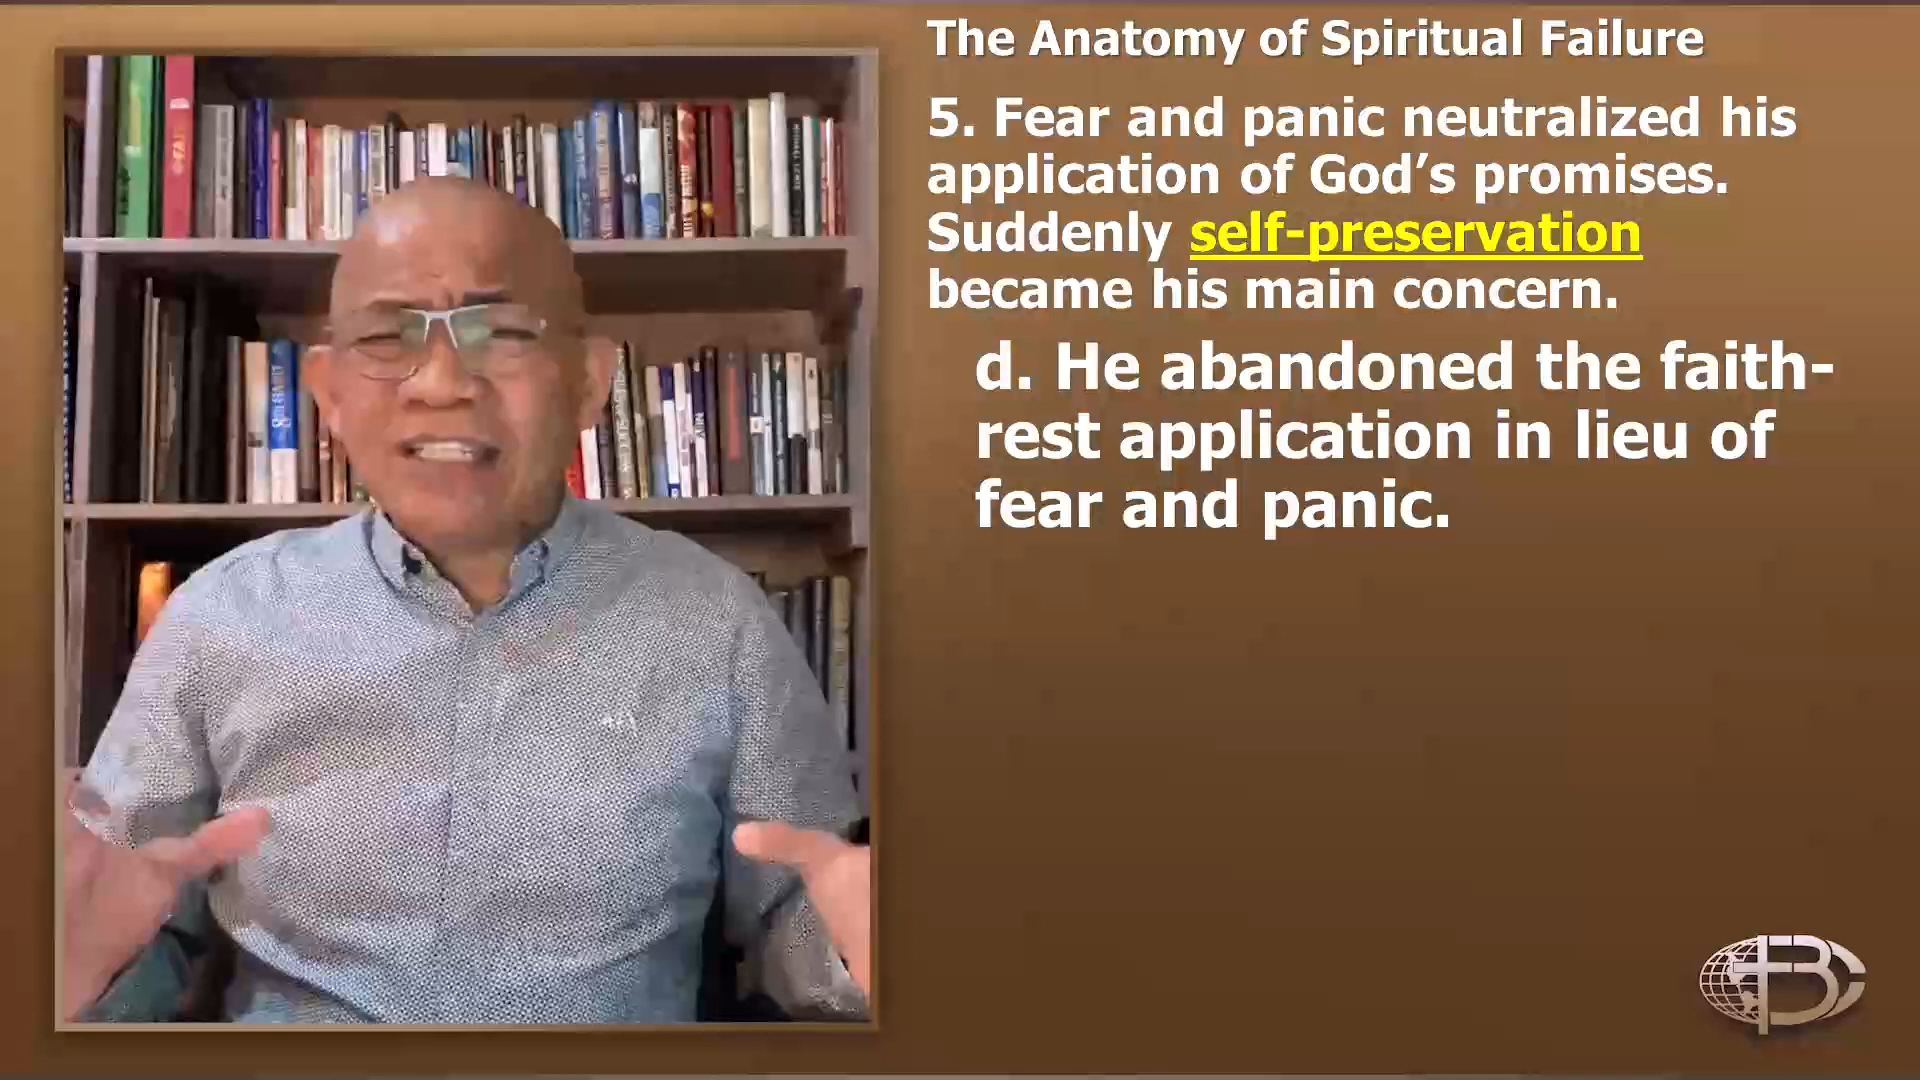 The Anatomy of Spiritual Failure
5. Fear and panic neutralized his
application of God’s promises.
Suddenly self-preservation
became his main concern.
d. He abandoned the faith-
rest application in lieu of
fear and panic.